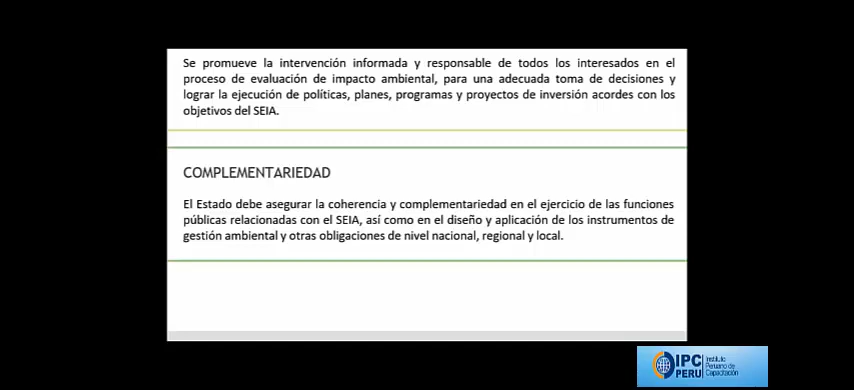 Se promueve la intervención informada y responsable de todos los interesados en el
proceso de evaluación de impacto ambiental, para una adecuada toma de decisiones y
lograr la ejecución de políticas, planes, programas y proyectos de inversión acordes con los
objetivos del SEIA.
COMPLEMENTARIEDAD
El Estado debe asegurar la coherencia y complementariedad en el ejercicio de las funciones
públicas relacionadas con el SEIA, así como en el diseño y aplicación de los instrumentos de
gestión ambiental y otras obligaciones de nivel nacional, regional y local.
IPC
PERU
Instituto
Peruano de
Capacitación